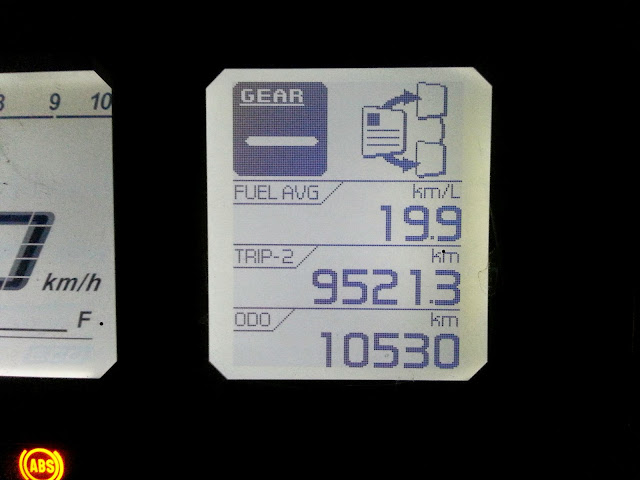 8 9 10
km/h
F
GEAR
FUEL AVG km/L
19.9
TRIP-2 km
9521.3
ODO km
10530
ABS